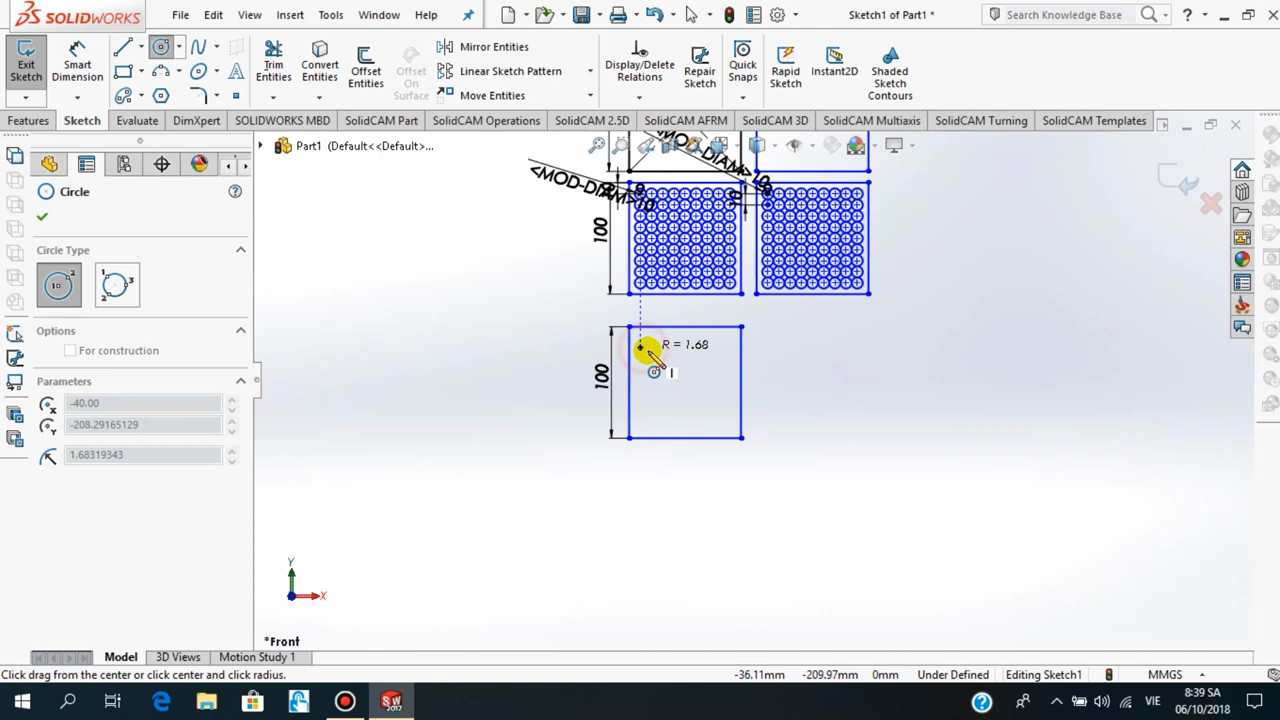 SOLIDWORKS
File Edit View Insert Tools Window Help
Sketch1 of Part1 *
Search Knowledge Base
Exit Sketch
Smart Dimension
Trim Entities
Convert Entities
Offset Entities
Offset On Surface
Mirror Entities
Linear Sketch Pattern
Move Entities
Display/Delete Relations
Repair Sketch
Quick Snaps
Rapid Sketch
Instant2D
Shaded Sketch Contours
Features Sketch Evaluate DimXpert SOLIDWORKS MBD SolidCAM Part SolidCAM Operations SolidCAM 2.5D SolidCAM AFRM SolidCAM 3D SolidCAM Multiaxis SolidCAM Turning SolidCAM Templates
Part1 (Default<<Default>...
Circle
Circle Type
Options
For construction
Parameters
-40.00
-208.29165129
1.68319343
<MOD-DIAM>10
<MOD-DIAM>10
10
100
100
R = 1.68
Y
X
*Front
Model 3D Views Motion Study 1
Click drag from the center or click center and click radius.
-36.11mm -209.97mm 0mm Under Defined Editing Sketch1 MMGS
VIE
8:39 SA
06/10/2018